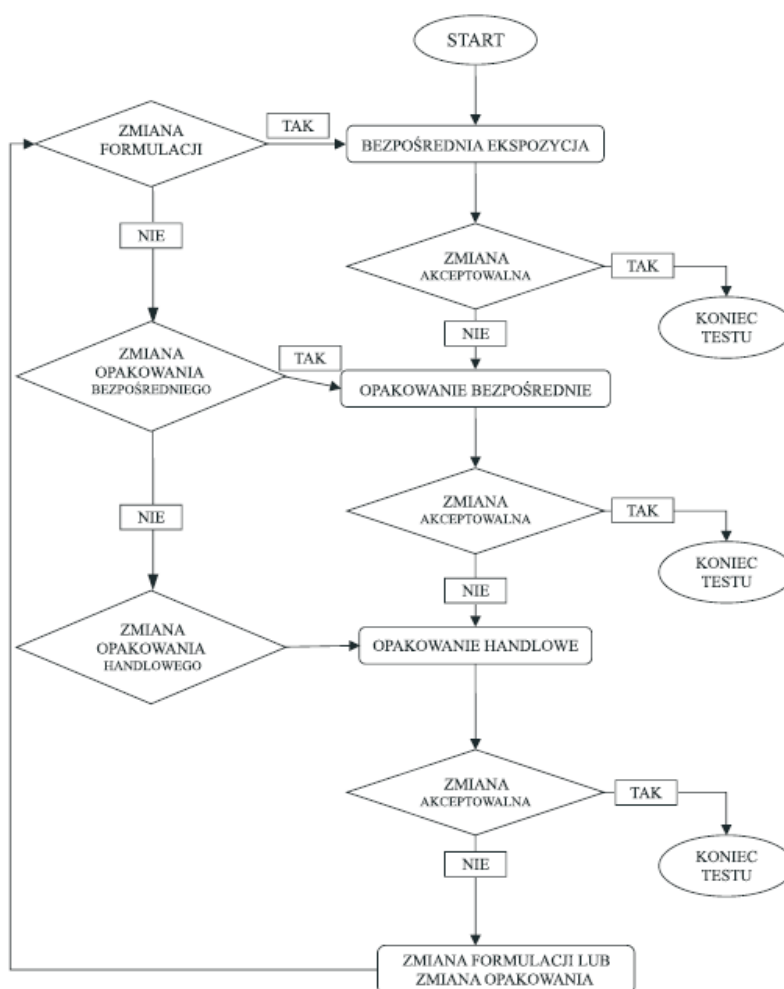 START
ZMIANA
FORMULACJI
TAK
BEZPOŚREDNIA EKSPOZYCJA
NIE
ZMIANA
AKCEPTOWALNA
TAK
KONIEC
TESTU
NIE
ZMIANA
OPAKOWANIA
BEZPOŚREDNIEGO
TAK
OPAKOWANIE BEZPOŚREDNIE
NIE
ZMIANA
AKCEPTOWALNA
TAK
KONIEC
TESTU
NIE
ZMIANA
OPAKOWANIA
HANDLOWEGO
OPAKOWANIE HANDLOWE
ZMIANA
AKCEPTOWALNA
TAK
KONIEC
TESTU
NIE
ZMIANA FORMULACJI LUB
ZMIANA OPAKOWANIA